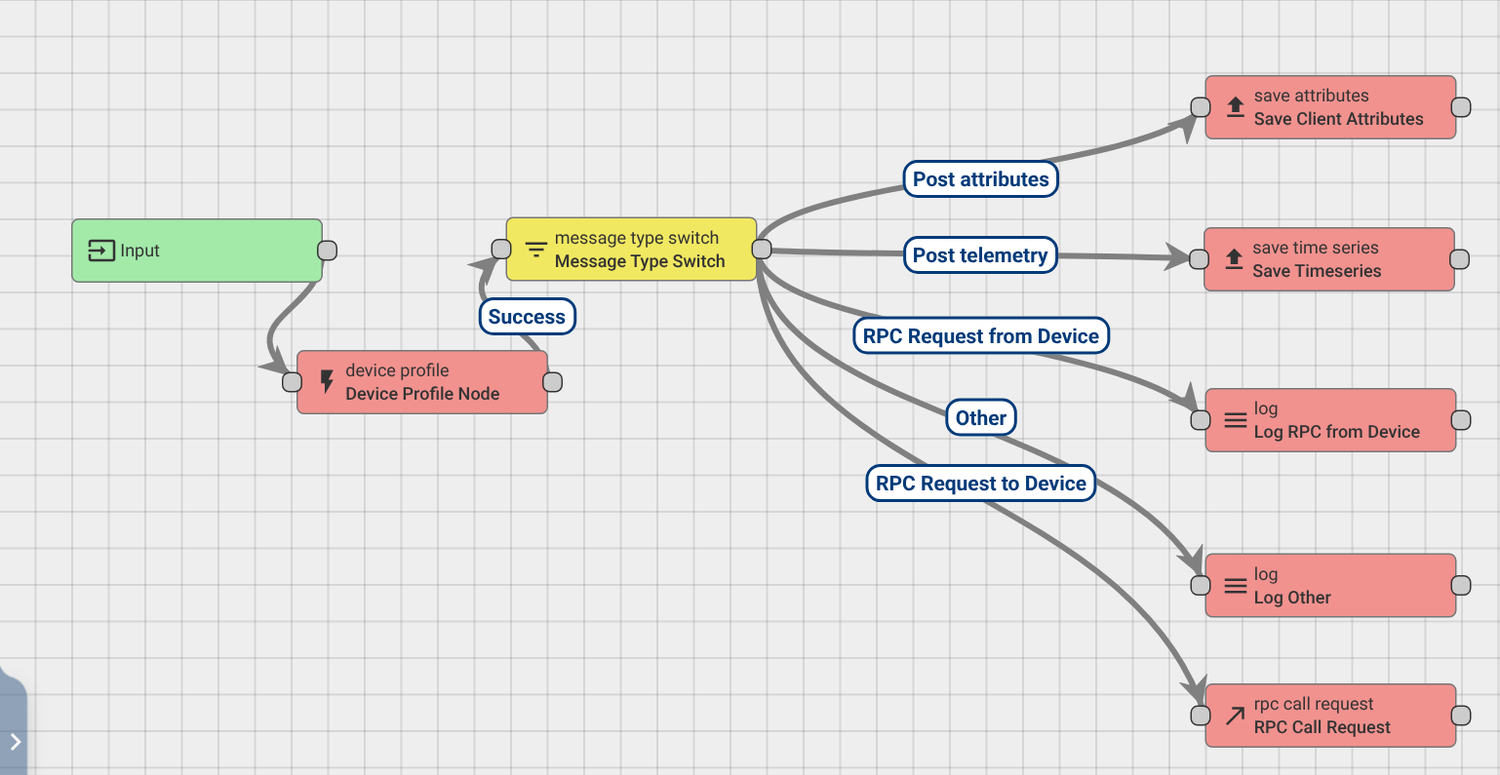 save attributes
Save Client Attributes
Post attributes
Input
message type switch
Message Type Switch
Post telemetry
save time series
Save Timeseries
Success
RPC Request from Device
device profile
Device Profile Node
log
Log RPC from Device
Other
RPC Request to Device
log
Log Other
rpc call request
RPC Call Request